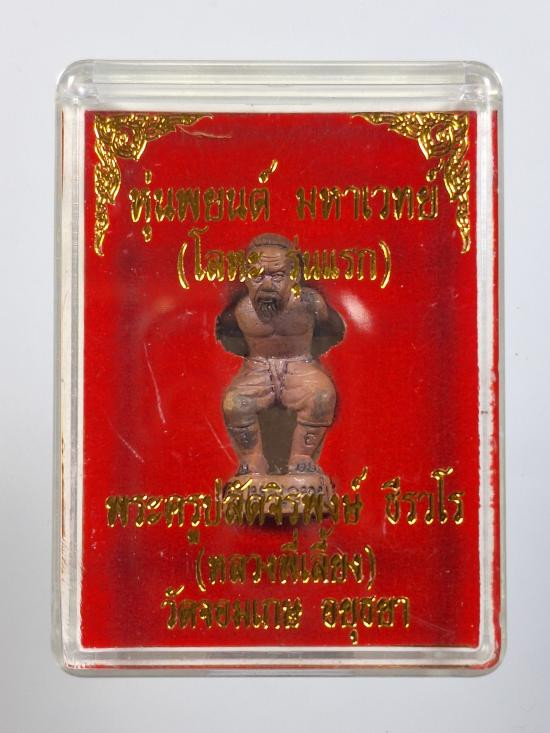 หุ่นพยนต์ มหาเวทย์
(โลหะ รุ่นแรก)
พระครูปลัดจิรพงษ์ ธีรวโร
(หลวงพี่เลี้ยง)
วัดจอมเกษ อยุธยา